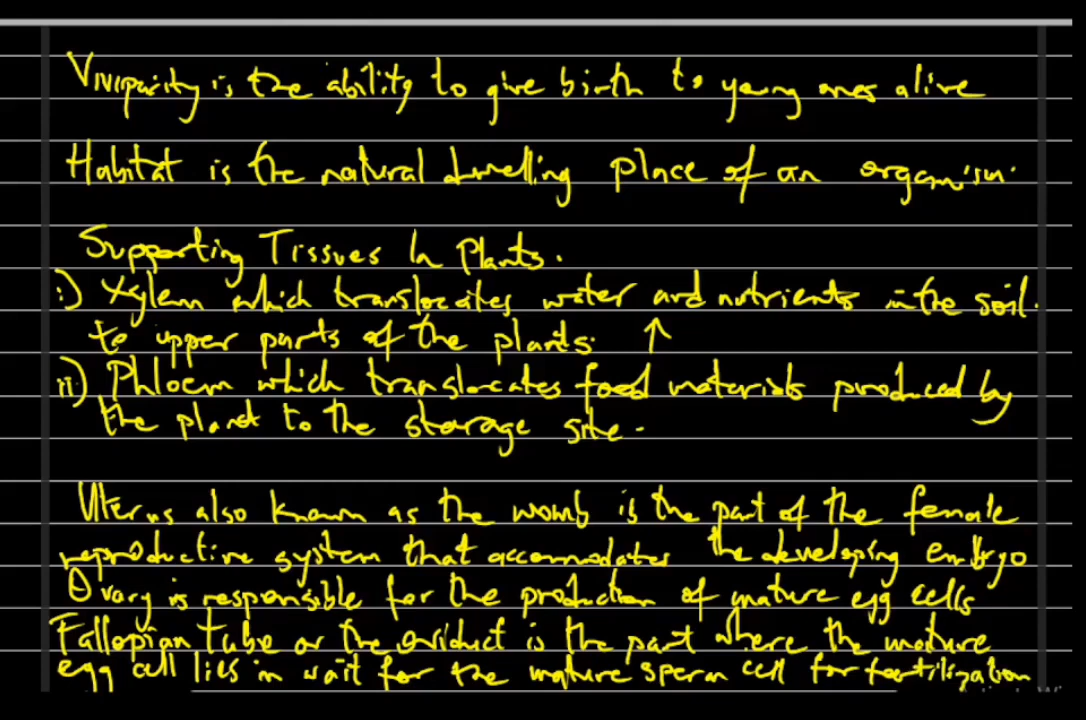 Viviparity is the ability to give birth to young ones alive
Habitat is the natural dwelling place of an organism.
Supporting Tissues In Plants.
i) Xylem which translocates water and nutrients in the soil.
to upper parts of the plants. ↑
ii) Phloem which translocates food materials produced by
the plant to the storage site.
Uterus also known as the womb is the part of the female
reproductive system that accomodates the developing embryo
Ovary is responsible for the production of mature egg cells
Fallopian tube or the oviduct is the part where the mature
egg cell lies in wait for the mature sperm cell for fertilization